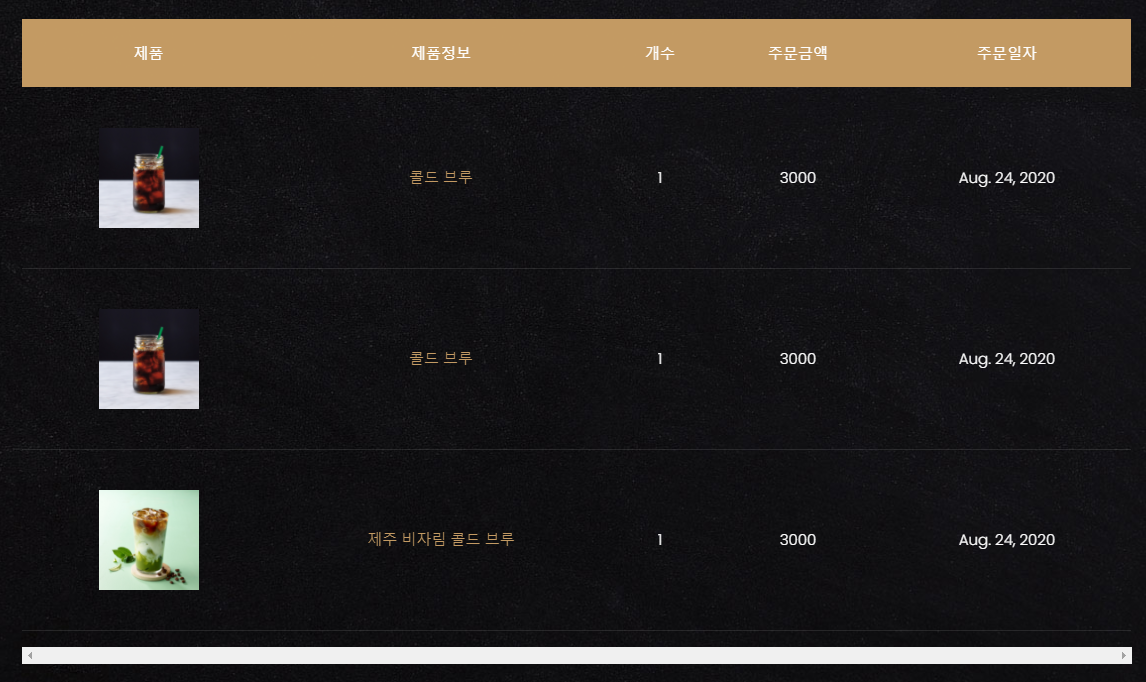 제품 제품정보 개수 주문금액 주문일자
콜드 브루 1 3000 Aug. 24, 2020
콜드 브루 1 3000 Aug. 24, 2020
제주 비자림 콜드 브루 1 3000 Aug. 24, 2020